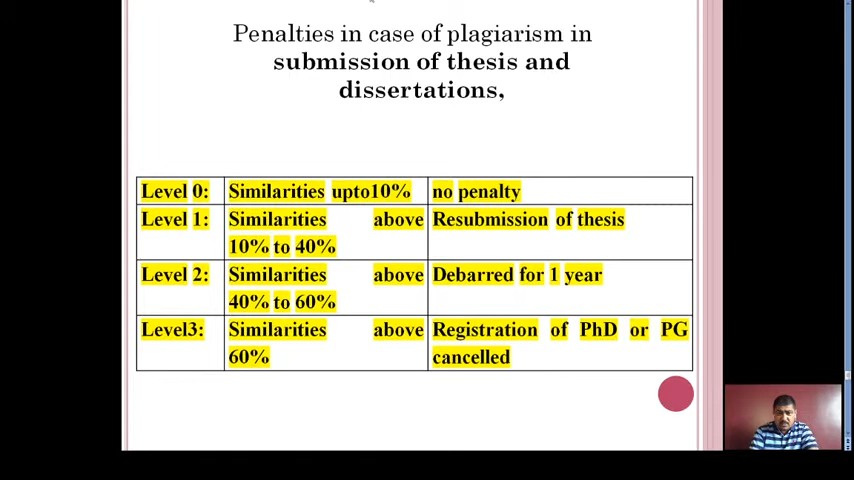 Penalties in case of plagiarism in
submission of thesis and
dissertations,
Level 0: Similarities upto10% no penalty
Level 1: Similarities above Resubmission of thesis
10% to 40%
Level 2: Similarities above Debarred for 1 year
40% to 60%
Level3: Similarities above Registration of PhD or PG
60% cancelled